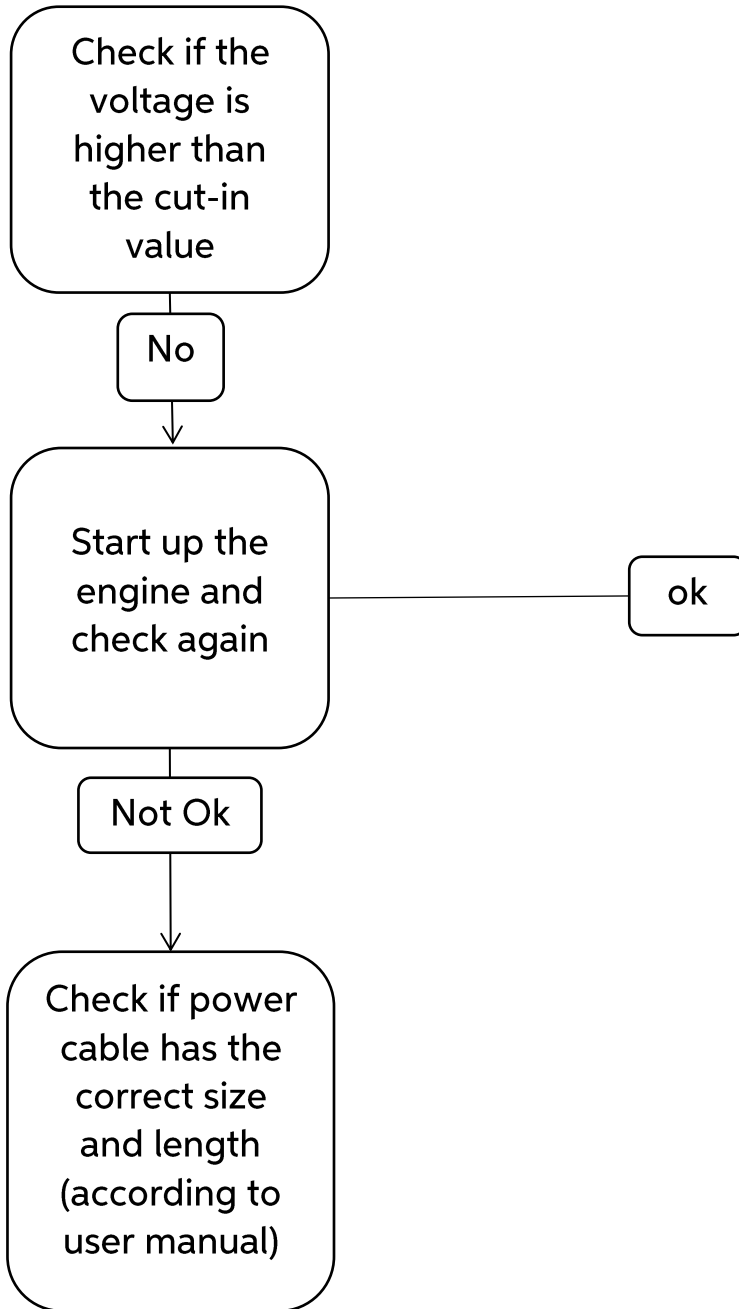 Check if the
voltage is
higher than
the cut-in
value
No
Start up the
engine and
check again
ok
Not Ok
Check if power
cable has the
correct size
and length
(according to
user manual)